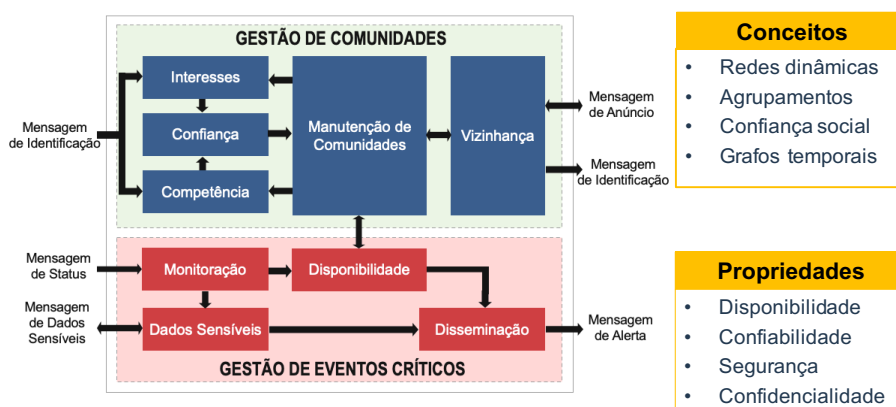 GESTÃO DE COMUNIDADES
Interesses
Confiança
Competência
Manutenção de
Comunidades
Vizinhança
Mensagem
de Identificação
Mensagem
de Anúncio
Mensagem
de Identificação
Mensagem
de Status
Mensagem
de Dados
Sensíveis
Monitoração
Disponibilidade
Dados Sensíveis
Disseminação
Mensagem
de Alerta
GESTÃO DE EVENTOS CRÍTICOS
Conceitos
• Redes dinâmicas
• Agrupamentos
• Confiança social
• Grafos temporais
Propriedades
• Disponibilidade
• Confiabilidade
• Segurança
• Confidencialidade